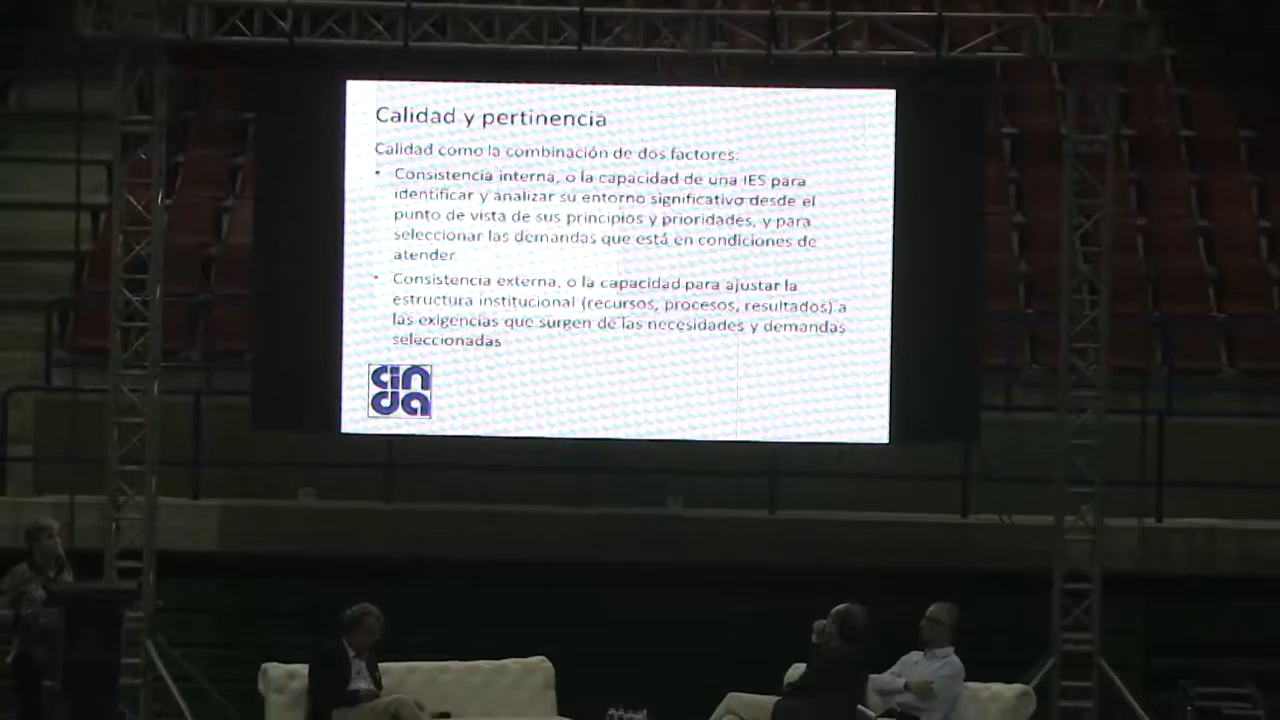 Calidad y pertinencia
Calidad como la combinación de dos factores:
• Consistencia interna, o la capacidad de una IES para
identificar y analizar su entorno significativo desde el
punto de vista de sus principios y prioridades, y para
seleccionar las demandas que está en condiciones de
atender.
• Consistencia externa, o la capacidad para ajustar la
estructura institucional (recursos, procesos, resultados) a
las exigencias que surgen de las necesidades y demandas
seleccionadas
cin
da